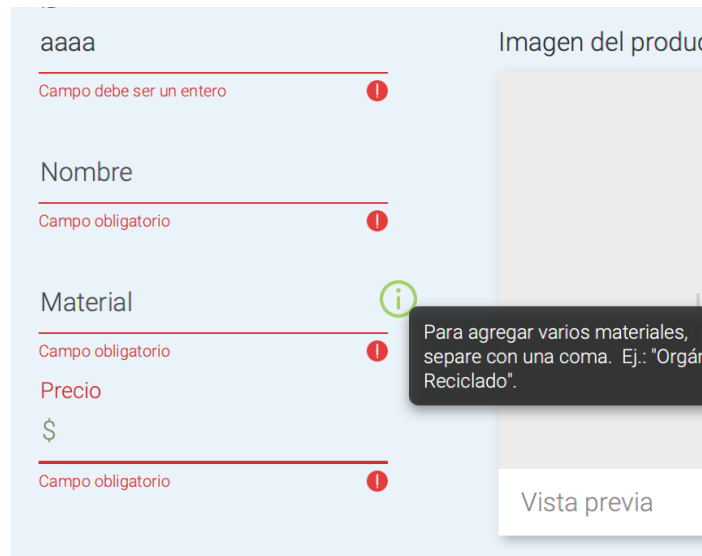 aaaa
Imagen del produc
Campo debe ser un entero
Nombre
Campo obligatorio
Material
Para agregar varios materiales,
separe con una coma. Ej.: "Orgán
Reciclado".
Campo obligatorio
Precio
$
Campo obligatorio
Vista previa